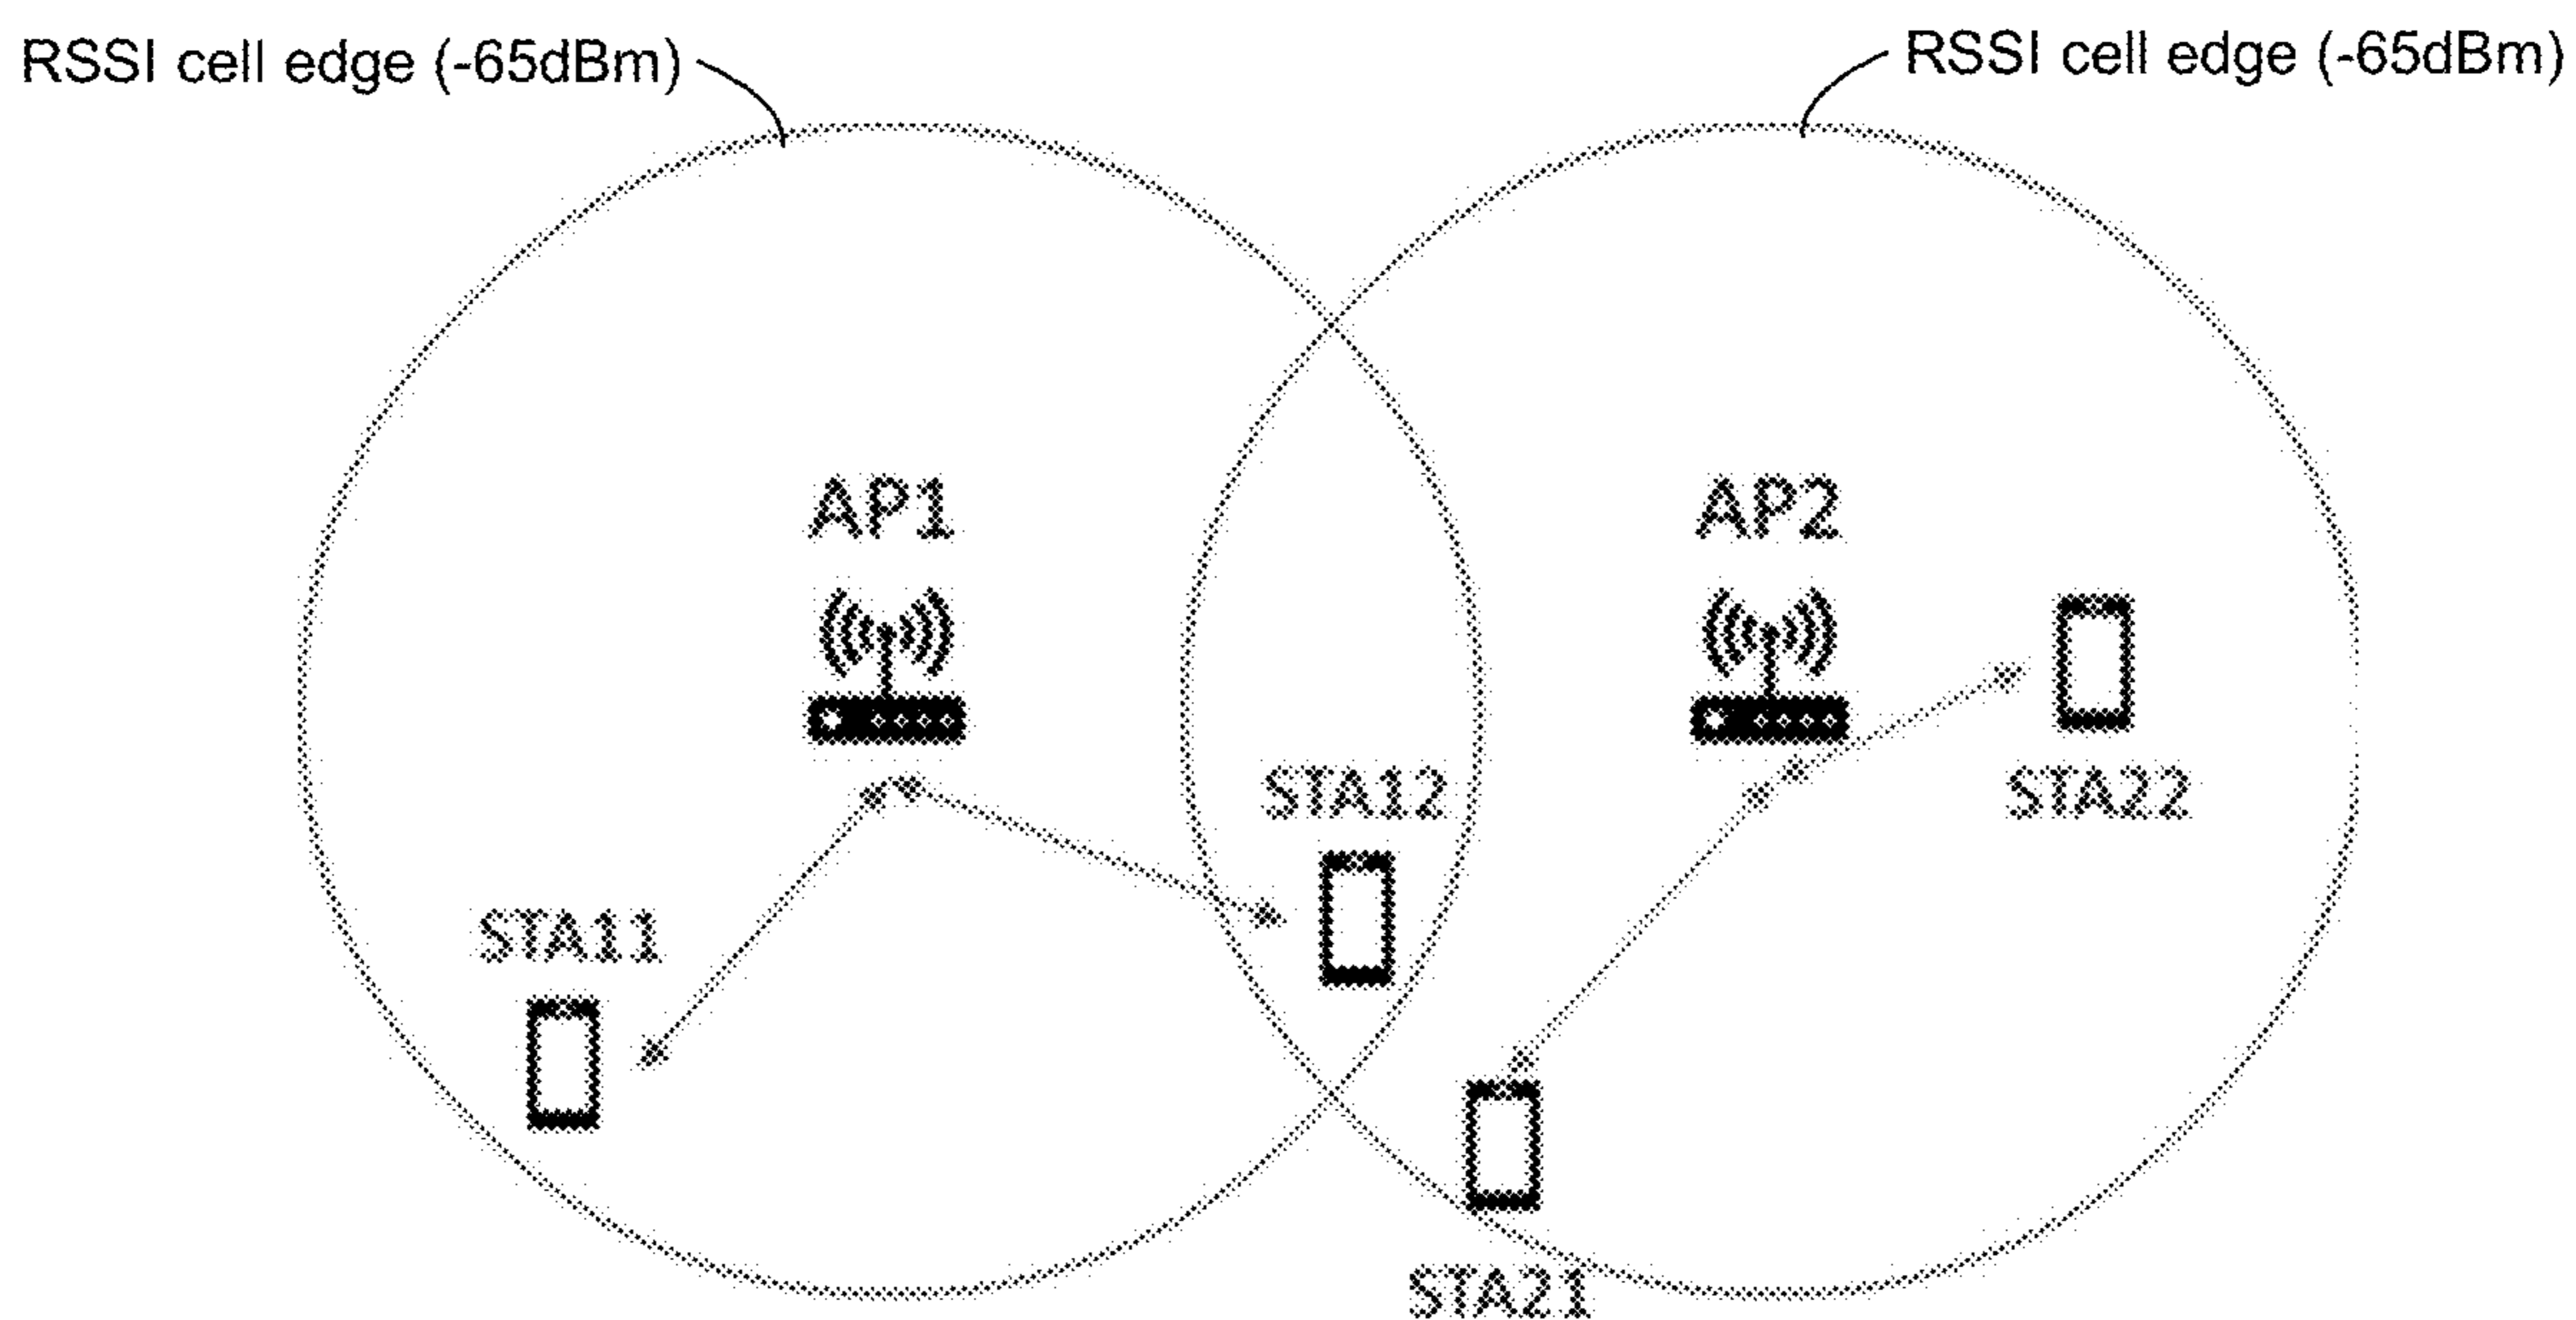 RSSI cell edge (-65dBm)
RSSI cell edge (-65dBm)
AP1
AP2
STA12
STA22
STA11
STA21